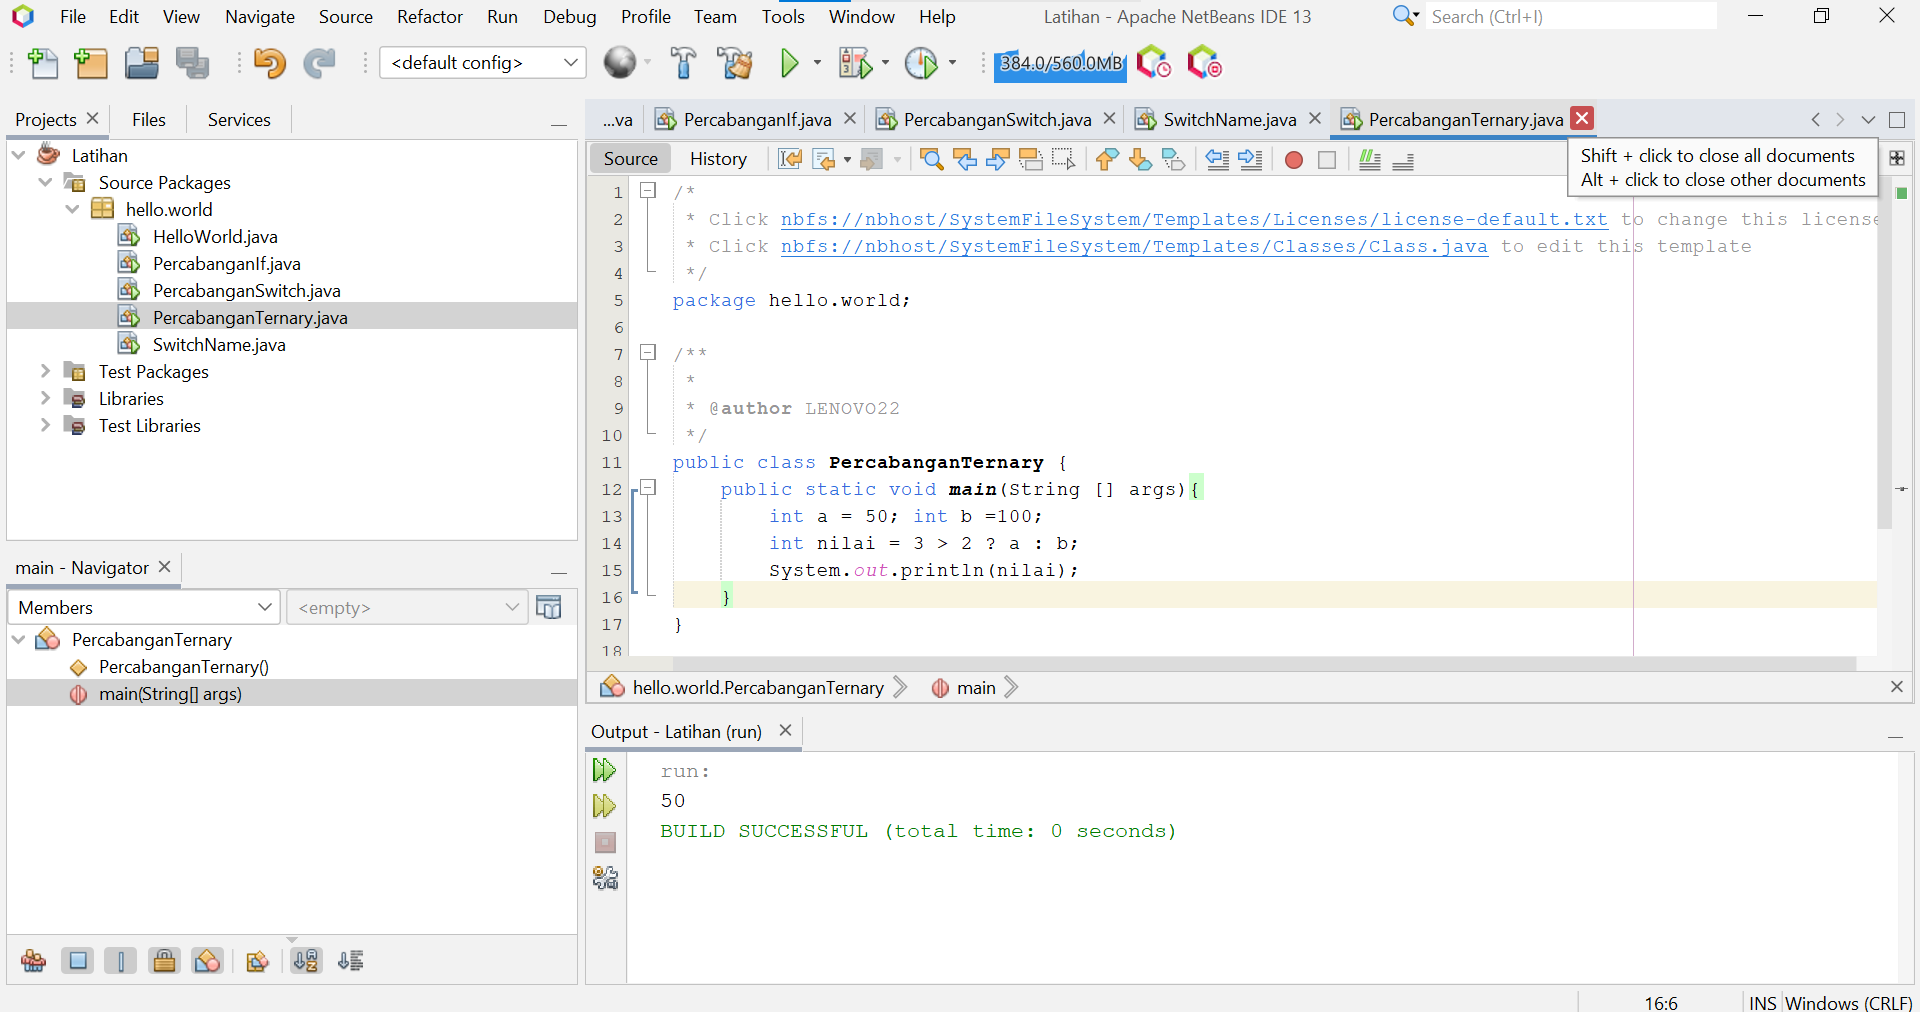 File Edit View Navigate Source Refactor Run Debug Profile Team Tools Window Help
Latihan - Apache NetBeans IDE 13
Search (Ctrl+I)
<default config>
384.0/560.0MB
Projects Files Services
Latihan
Source Packages
hello.world
HelloWorld.java
PercabanganIf.java
PercabanganSwitch.java
PercabanganTernary.java
SwitchName.java
Test Packages
Libraries
Test Libraries
main - Navigator
Members <empty>
PercabanganTernary
PercabanganTernary()
main(String[] args)
...va PercabanganIf.java PercabanganSwitch.java SwitchName.java PercabanganTernary.java
Source History
Shift + click to close all documents
Alt + click to close other documents
1 /*
2 * Click nbfs://nbhost/SystemFileSystem/Templates/Licenses/license-default.txt to change this license
3 * Click nbfs://nbhost/SystemFileSystem/Templates/Classes/Class.java to edit this template
4 */
5 package hello.world;
6
7 /**
8 *
9 * @author LENOVO22
10 */
11 public class PercabanganTernary {
12 public static void main(String [] args){
13 int a = 50; int b =100;
14 int nilai = 3 > 2 ? a : b;
15 System.out.println(nilai);
16 }
17 }
18
hello.world.PercabanganTernary main
Output - Latihan (run)
run:
50
BUILD SUCCESSFUL (total time: 0 seconds)
16:6 INS Windows (CRLF)